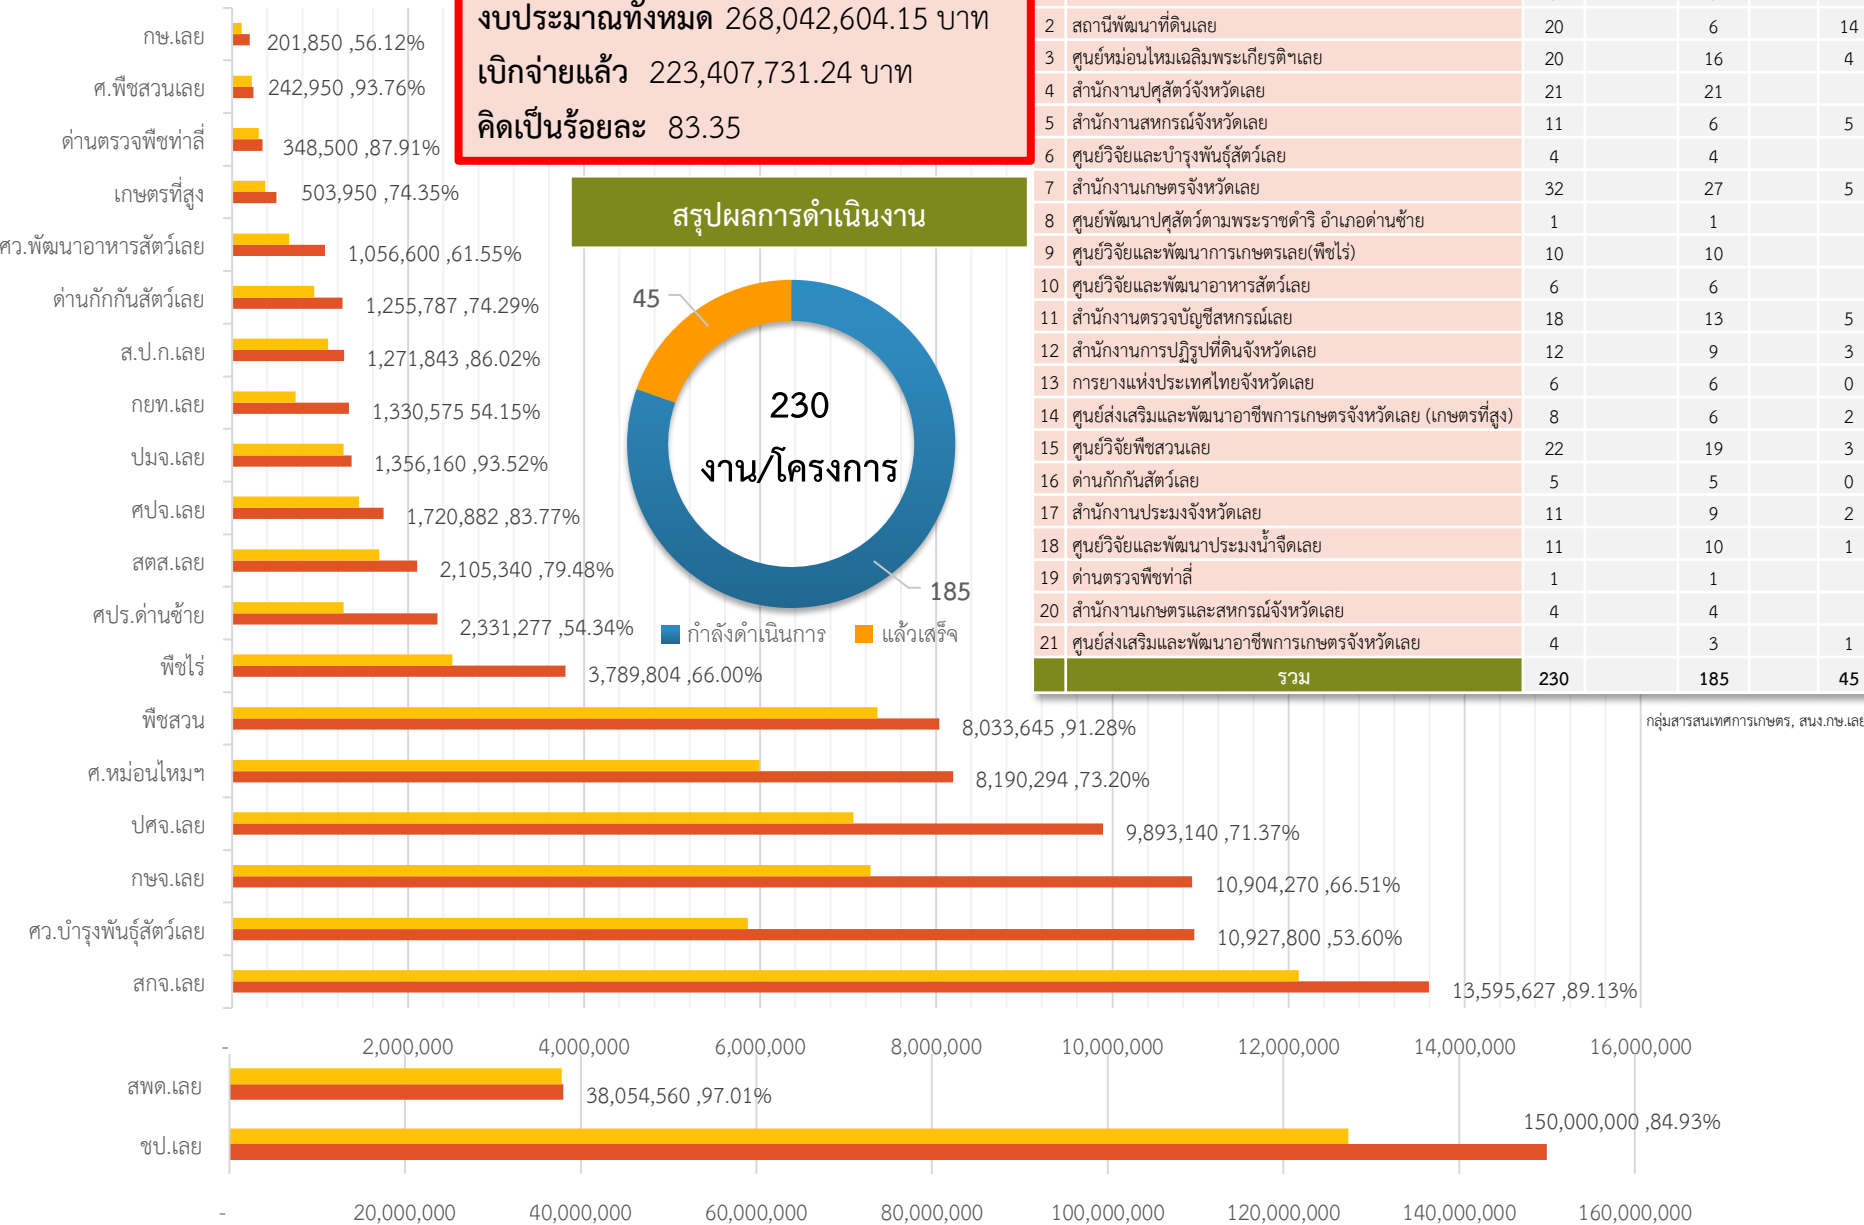 งบประมาณทั้งหมด 268,042,604.15 บาท
เบิกจ่ายแล้ว 223,407,731.24 บาท
คิดเป็นร้อยละ 83.35
กษ.เลย 201,850 ,56.12%
ศ.พืชสวนเลย 242,950 ,93.76%
ด่านตรวจพืชท่าลี่ 348,500 ,87.91%
เกษตรที่สูง 503,950 ,74.35%
ศว.พัฒนาอาหารสัตว์เลย 1,056,600 ,61.55%
ด่านกักกันสัตว์เลย 1,255,787 ,74.29%
ส.ป.ก.เลย 1,271,843 ,86.02%
กยท.เลย 1,330,575 54.15%
ปมจ.เลย 1,356,160 ,93.52%
ศปจ.เลย 1,720,882 ,83.77%
สตส.เลย 2,105,340 ,79.48%
ศปร.ด่านซ้าย 2,331,277 ,54.34%
พืชไร่ 3,789,804 ,66.00%
พืชสวน 8,033,645 ,91.28%
ศ.หม่อนไหมฯ 8,190,294 ,73.20%
ปศจ.เลย 9,893,140 ,71.37%
กษจ.เลย 10,904,270 ,66.51%
ศว.บำรุงพันธุ์สัตว์เลย 10,927,800 ,53.60%
สกจ.เลย 13,595,627 ,89.13%
- 2,000,000 4,000,000 6,000,000 8,000,000 10,000,000 12,000,000 14,000,000 16,000,000
สพด.เลย 38,054,560 ,97.01%
ชป.เลย 150,000,000 ,84.93%
- 20,000,000 40,000,000 60,000,000 80,000,000 100,000,000 120,000,000 140,000,000 160,000,000
สรุปผลการดำเนินงาน
45
230
งาน/โครงการ
185
กำลังดำเนินการ แล้วเสร็จ
2 สถานีพัฒนาที่ดินเลย 20 6 14
3 ศูนย์หม่อนไหมเฉลิมพระเกียรติฯเลย 20 16 4
4 สำนักงานปศุสัตว์จังหวัดเลย 21 21
5 สำนักงานสหกรณ์จังหวัดเลย 11 6 5
6 ศูนย์วิจัยและบำรุงพันธุ์สัตว์เลย 4 4
7 สำนักงานเกษตรจังหวัดเลย 32 27 5
8 ศูนย์พัฒนาปศุสัตว์ตามพระราชดำริ อำเภอด่านซ้าย 1 1
9 ศูนย์วิจัยและพัฒนาการเกษตรเลย(พืชไร่) 10 10
10 ศูนย์วิจัยและพัฒนาอาหารสัตว์เลย 6 6
11 สำนักงานตรวจบัญชีสหกรณ์เลย 18 13 5
12 สำนักงานการปฏิรูปที่ดินจังหวัดเลย 12 9 3
13 การยางแห่งประเทศไทยจังหวัดเลย 6 6 0
14 ศูนย์ส่งเสริมและพัฒนาอาชีพการเกษตรจังหวัดเลย (เกษตรที่สูง) 8 6 2
15 ศูนย์วิจัยพืชสวนเลย 22 19 3
16 ด่านกักกันสัตว์เลย 5 5 0
17 สำนักงานประมงจังหวัดเลย 11 9 2
18 ศูนย์วิจัยและพัฒนาประมงน้ำจืดเลย 11 10 1
19 ด่านตรวจพืชท่าลี่ 1 1
20 สำนักงานเกษตรและสหกรณ์จังหวัดเลย 4 4
21 ศูนย์ส่งเสริมและพัฒนาอาชีพการเกษตรจังหวัดเลย 4 3 1
รวม 230 185 45
กลุ่มสารสนเทศการเกษตร, สนง.กษ.เลย